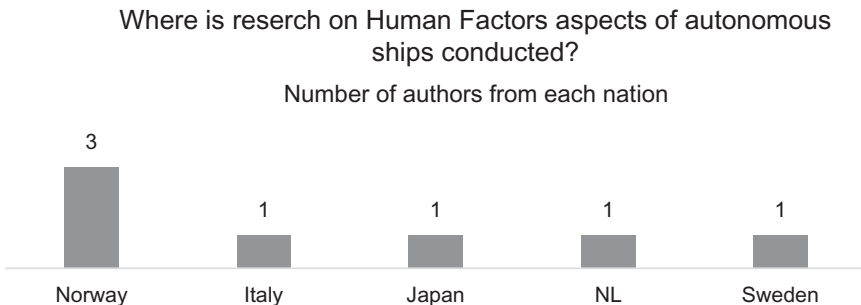 Where is reserch on Human Factors aspects of autonomous
ships conducted?
Number of authors from each nation
3
1
1
1
1
Norway
Italy
Japan
NL
Sweden